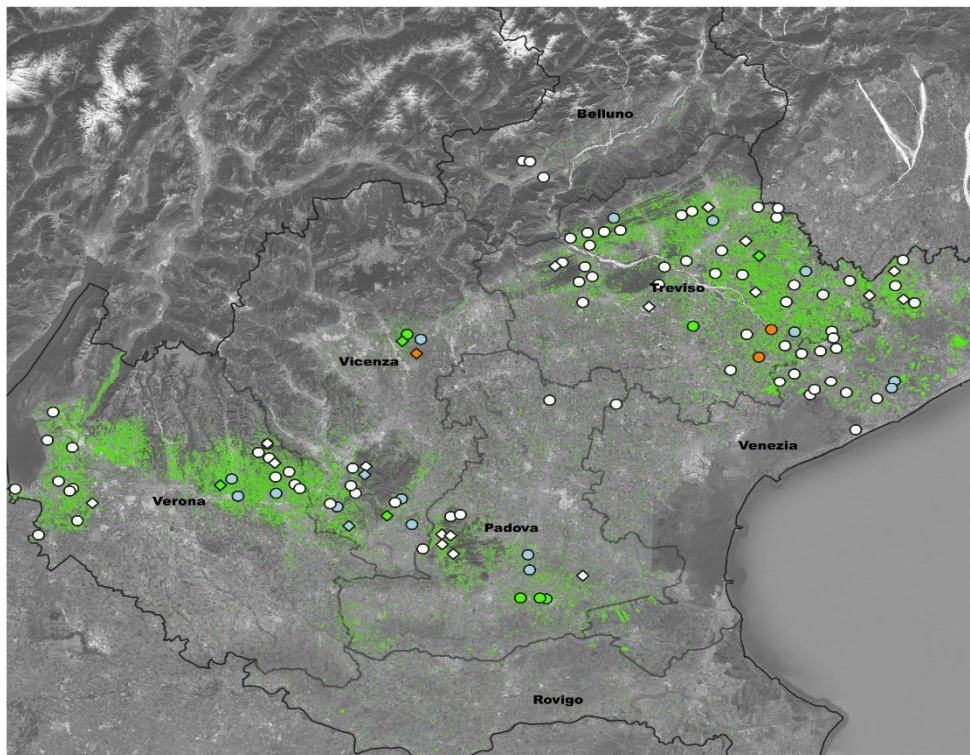 Belluno
Treviso
Vicenza
Venezia
Verona
Padova
Rovigo